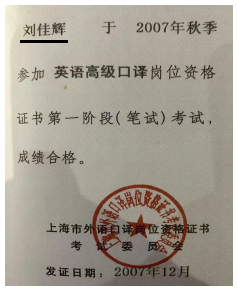 刘佳辉 于 2007年秋季
参加 英语高级口译岗位资格
证书第一阶段(笔试)考试,
成绩合格。
上海市外语口译岗位资格证书
考试委员会
发证日期: 2007年12月